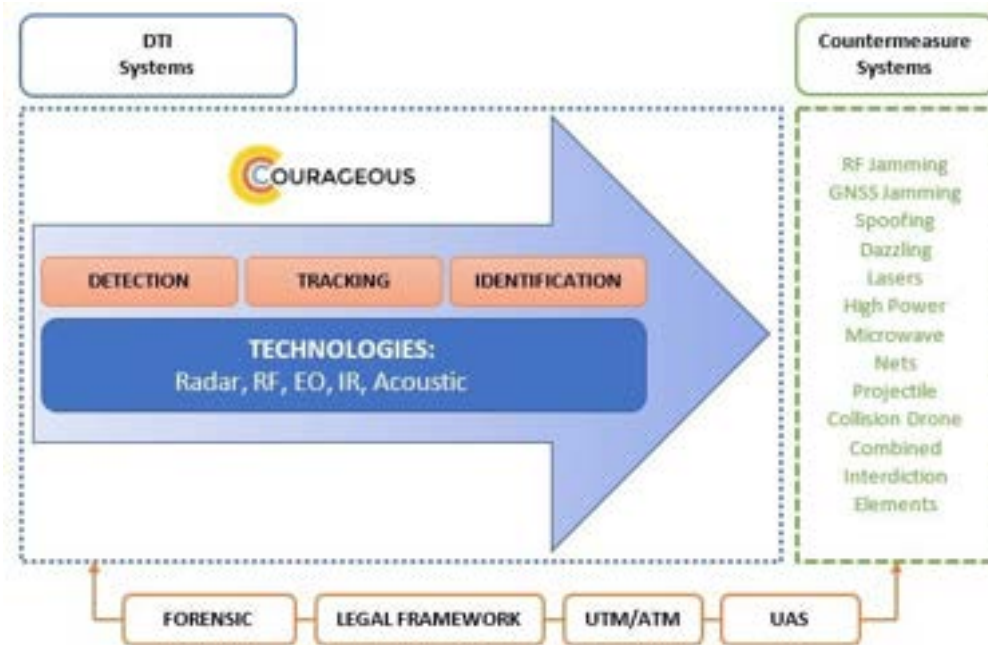 DTI
Systems
Countermeasure
Systems
COURAGEOUS
DETECTION
TRACKING
IDENTIFICATION
TECHNOLOGIES:
Radar, RF, EO, IR, Acoustic
RF Jamming
GNSS Jamming
Spoofing
Dazzling
Lasers
High Power
Microwave
Nets
Projectile
Collision Drone
Combined
Interdiction
Elements
FORENSIC
LEGAL FRAMEWORK
UTM/ATM
UAS